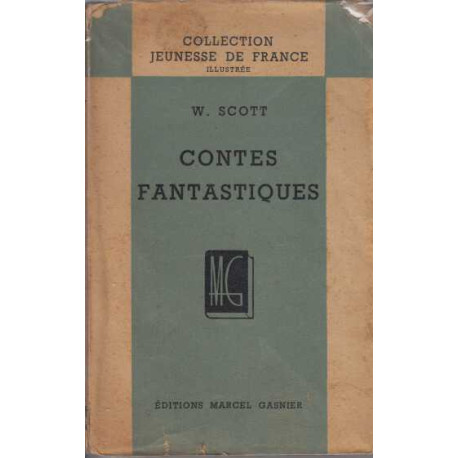 COLLECTION
JEUNESSE DE FRANCE
ILLUSTRÉE
W. SCOTT
CONTES
FANTASTIQUES
MG
ÉDITIONS MARCEL GASNIER